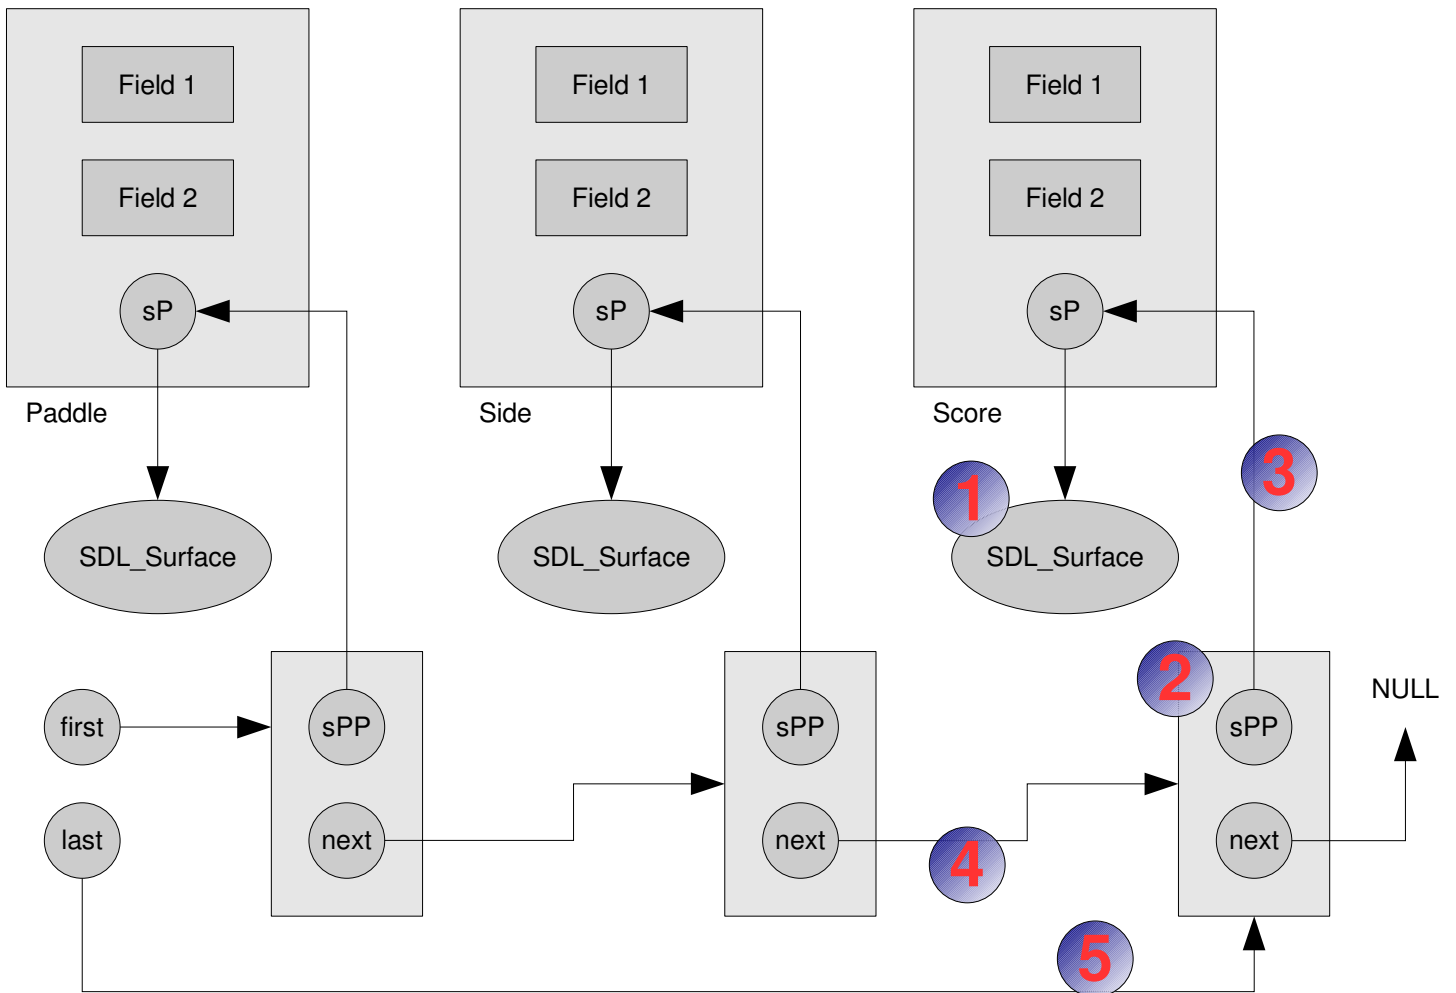 Field 1
Field 1
Field 1
Field 2
Field 2
Field 2
sP
sP
sP
Paddle
Side
Score
1
3
SDL_Surface
SDL_Surface
SDL_Surface
2
NULL
first
sPP
sPP
sPP
last
next
next
next
4
5